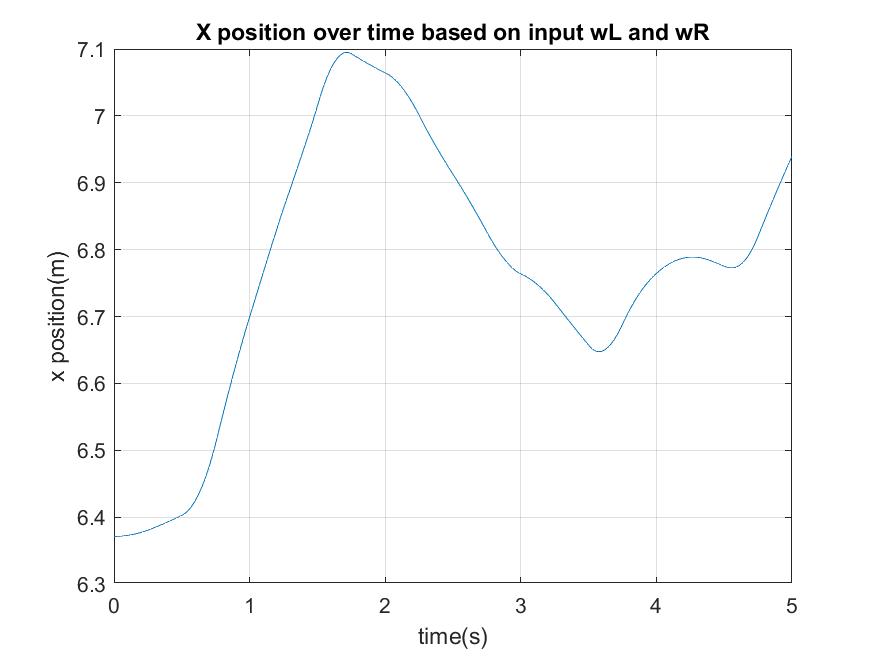 X position over time based on input wL and wR
7.1
7
6.9
6.8
6.7
6.6
6.5
6.4
6.3
x position(m)
0 1 2 3 4 5
time(s)